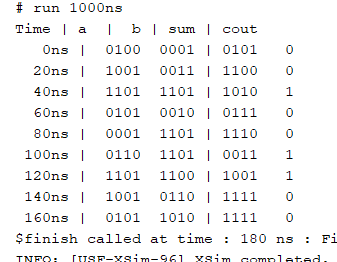 # run 1000ns
Time | a | b | sum | cout
0ns | 0100 0001 | 0101 0
20ns | 1001 0011 | 1100 0
40ns | 1101 1101 | 1010 1
60ns | 0101 0010 | 0111 0
80ns | 0001 1101 | 1110 0
100ns | 0110 1101 | 0011 1
120ns | 1101 1100 | 1001 1
140ns | 1001 0110 | 1111 0
160ns | 0101 1010 | 1111 0
$finish called at time : 180 ns : Fi
INFO: [USF-XSim-96] XSim completed.